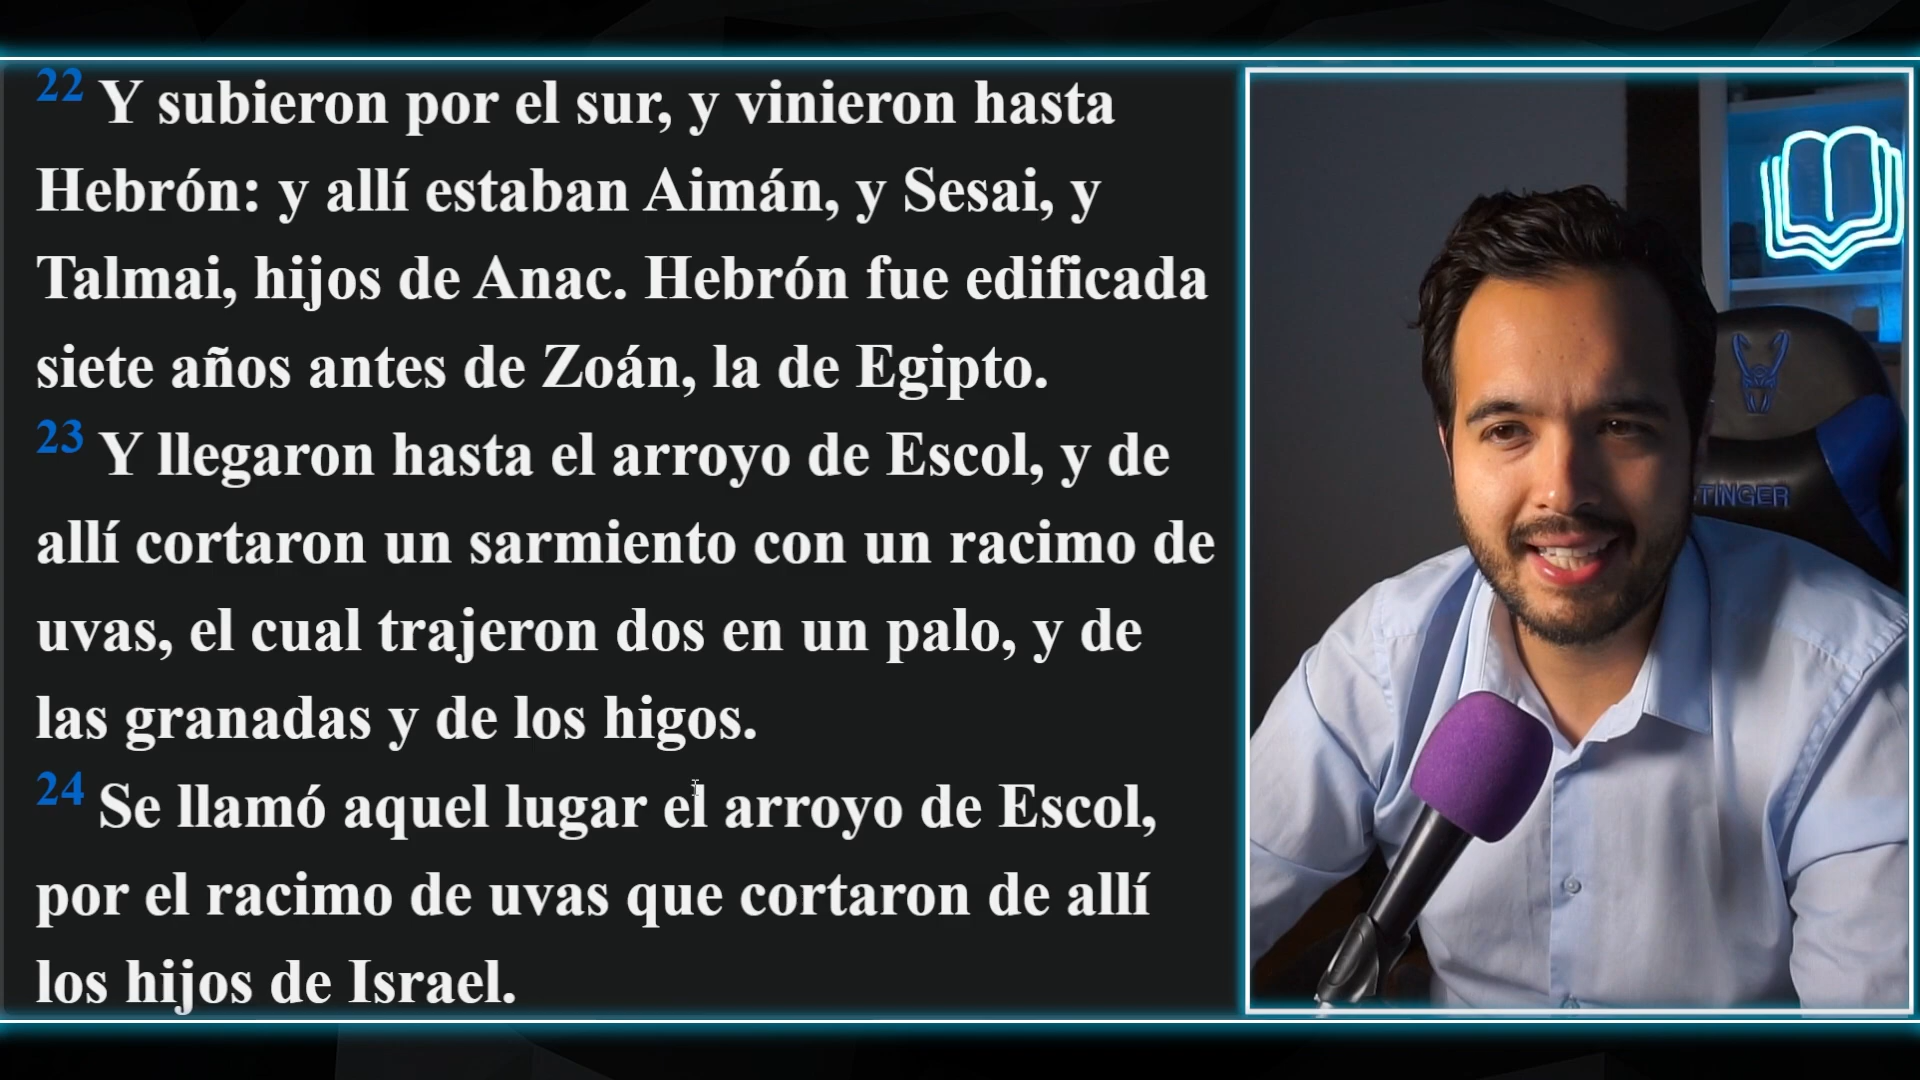 22 Y subieron por el sur, y vinieron hasta
Hebrón: y allí estaban Aimán, y Sesai, y
Talmai, hijos de Anac. Hebrón fue edificada
siete años antes de Zoán, la de Egipto.
23 Y llegaron hasta el arroyo de Escol, y de
allí cortaron un sarmiento con un racimo de
uvas, el cual trajeron dos en un palo, y de
las granadas y de los higos.
24 Se llamó aquel lugar el arroyo de Escol,
por el racimo de uvas que cortaron de allí
los hijos de Israel.
TINGER